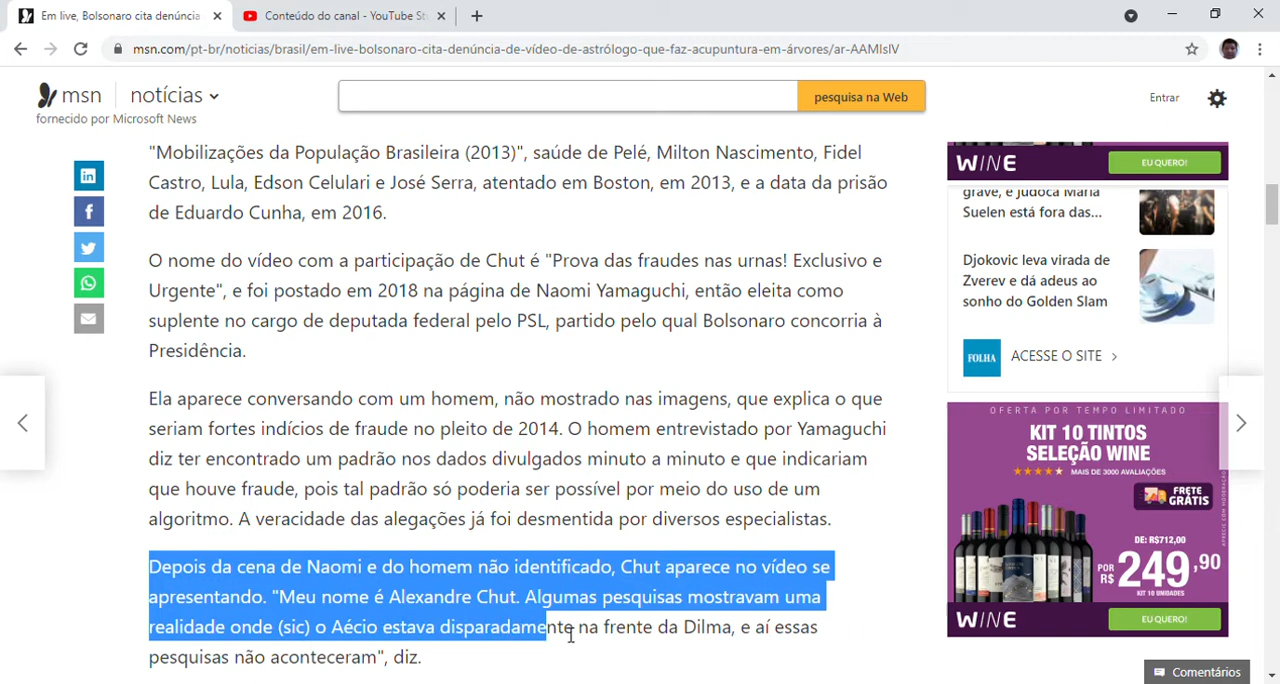 Em live, Bolsonaro cita denúncia
Conteúdo do canal - YouTube St
msn.com/pt-br/noticias/brasil/em-live-bolsonaro-cita-denúncia-de-vídeo-de-astrólogo-que-faz-acupuntura-em-árvores/ar-AAMIsIV
msn notícias
fornecido por Microsoft News
pesquisa na Web
Entrar
"Mobilizações da População Brasileira (2013)", saúde de Pelé, Milton Nascimento, Fidel
Castro, Lula, Edson Celulari e José Serra, atentado em Boston, em 2013, e a data da prisão
de Eduardo Cunha, em 2016.
O nome do vídeo com a participação de Chut é "Prova das fraudes nas urnas! Exclusivo e
Urgente", e foi postado em 2018 na página de Naomi Yamaguchi, então eleita como
suplente no cargo de deputada federal pelo PSL, partido pelo qual Bolsonaro concorria à
Presidência.
Ela aparece conversando com um homem, não mostrado nas imagens, que explica o que
seriam fortes indícios de fraude no pleito de 2014. O homem entrevistado por Yamaguchi
diz ter encontrado um padrão nos dados divulgados minuto a minuto e que indicariam
que houve fraude, pois tal padrão só poderia ser possível por meio do uso de um
algoritmo. A veracidade das alegações já foi desmentida por diversos especialistas.
Depois da cena de Naomi e do homem não identificado, Chut aparece no vídeo se
apresentando. "Meu nome é Alexandre Chut. Algumas pesquisas mostravam uma
realidade onde (sic) o Aécio estava disparadamente na frente da Dilma, e aí essas
pesquisas não aconteceram", diz.
WINE
EU QUERO!
grave, e judoca Maria
Suelen está fora das...
Djokovic leva virada de
Zverev e dá adeus ao
sonho do Golden Slam
FOLHA
ACESSE O SITE
OFERTA POR TEMPO LIMITADO
KIT 10 TINTOS
SELEÇÃO WINE
MAIS DE 3000 AVALIAÇÕES
FRETE
GRÁTIS
APRECIE COM MODERAÇÃO
DE: R$712,00
POR
R$ 249,90
KIT 10 UNIDADES
WINE
EU QUERO!
Comentários